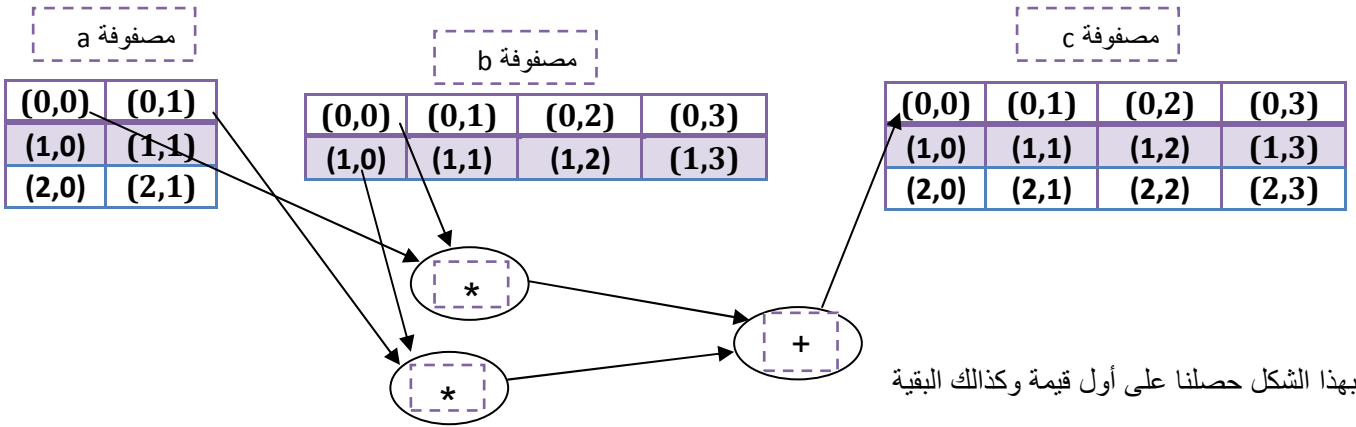 مصفوفة a
مصفوفة b
مصفوفة c
(0,0) (0,1)
(1,0) (1,1)
(2,0) (2,1)
(0,0) (0,1) (0,2) (0,3)
(1,0) (1,1) (1,2) (1,3)
(0,0) (0,1) (0,2) (0,3)
(1,0) (1,1) (1,2) (1,3)
(2,0) (2,1) (2,2) (2,3)
*
+
*
بهذا الشكل حصلنا على أول قيمة وكذالك البقية